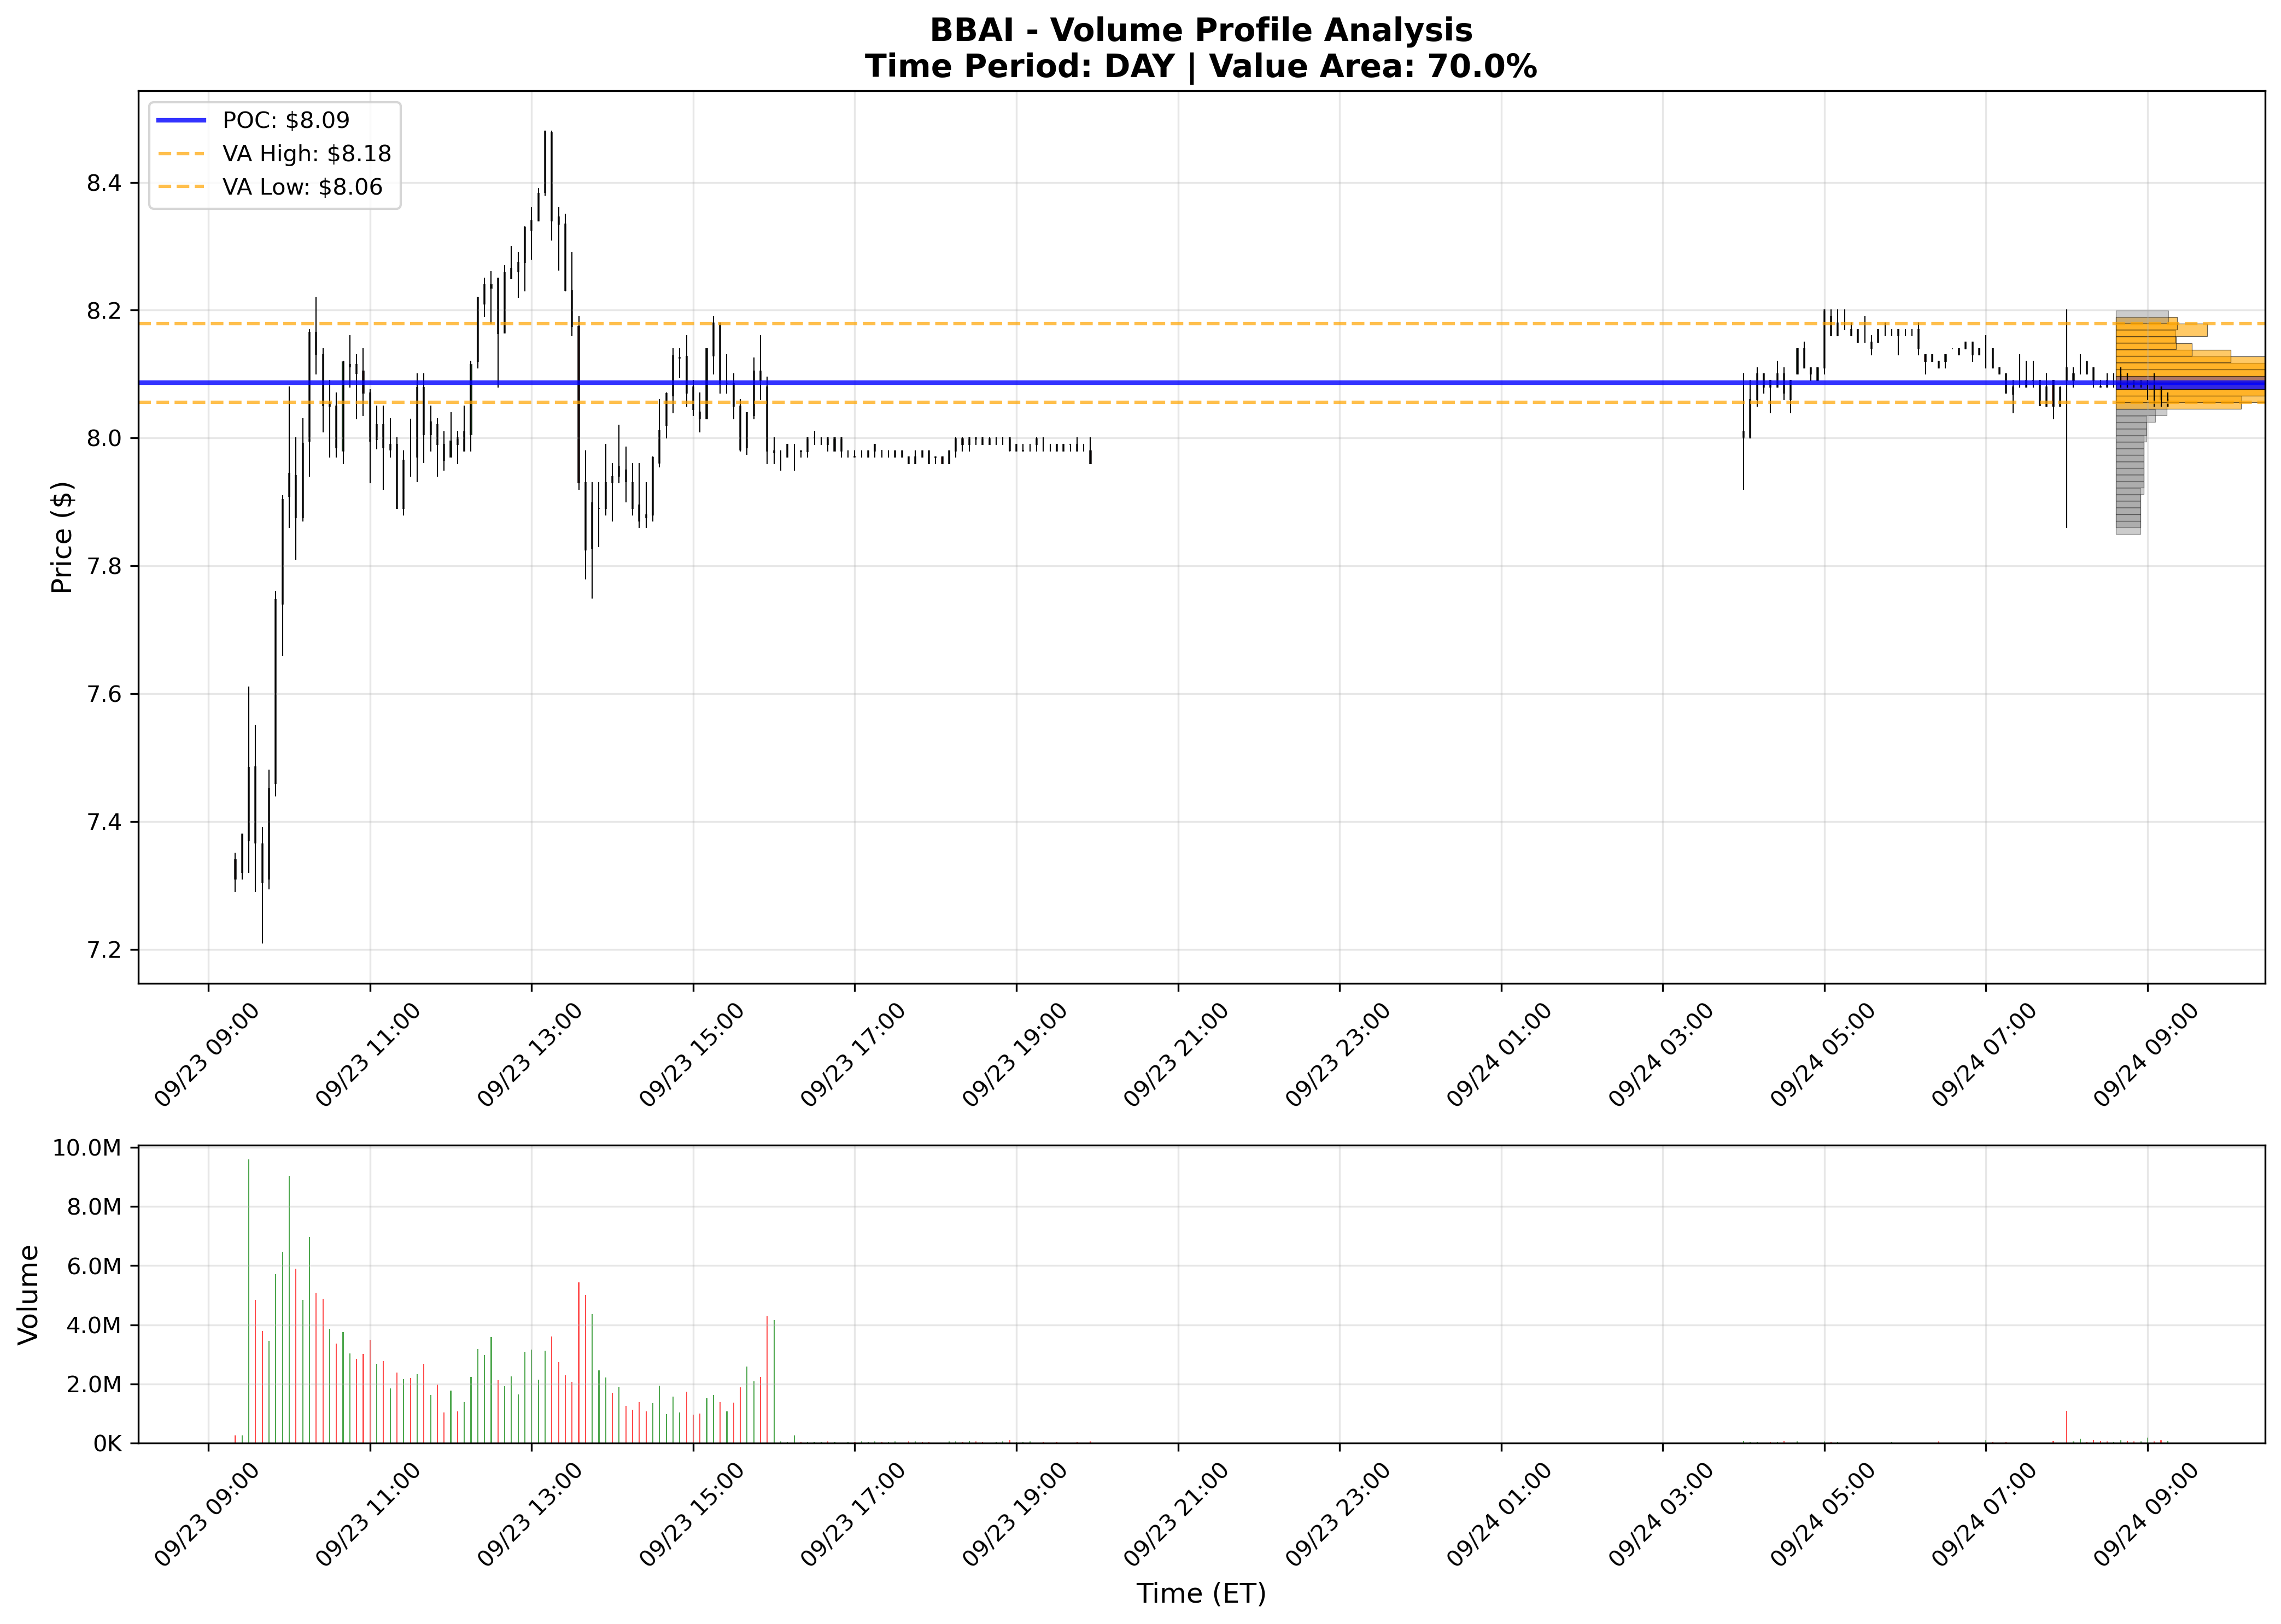 BBAI - Volume Profile Analysis
Time Period: DAY | Value Area: 70.0%
POC: $8.09
VA High: $8.18
VA Low: $8.06
Price ($)
8.4
8.2
8.0
7.8
7.6
7.4
7.2
09/23 09:00
09/23 11:00
09/23 13:00
09/23 15:00
09/23 17:00
09/23 19:00
09/23 21:00
09/23 23:00
09/24 01:00
09/24 03:00
09/24 05:00
09/24 07:00
09/24 09:00
Volume
10.0M
8.0M
6.0M
4.0M
2.0M
0K
09/23 09:00
09/23 11:00
09/23 13:00
09/23 15:00
09/23 17:00
09/23 19:00
09/23 21:00
09/23 23:00
09/24 01:00
09/24 03:00
09/24 05:00
09/24 07:00
09/24 09:00
Time (ET)